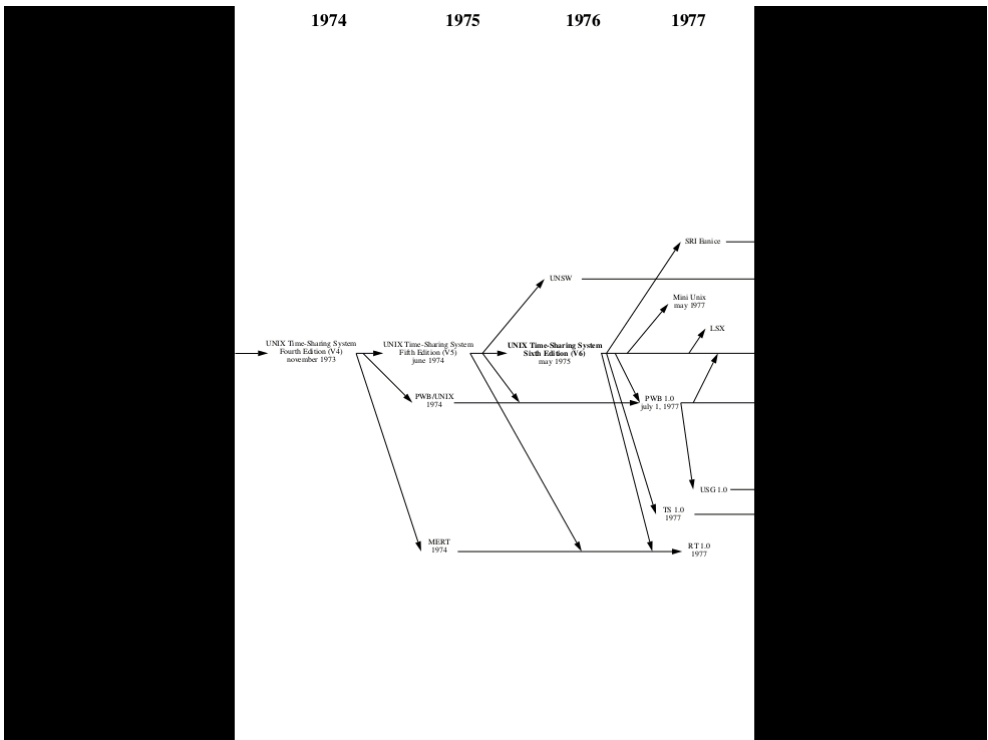 1974 1975 1976 1977
SRI Eunice
UNSW
Mini Unix
may 1977
LSX
UNIX Time-Sharing System
Fourth Edition (V4)
november 1973
UNIX Time-Sharing System
Fifth Edition (V5)
june 1974
UNIX Time-Sharing System
Sixth Edition (V6)
may 1975
PWB/UNIX
1974
PWB 1.0
july 1, 1977
USG 1.0
TS 1.0
1977
MERT
1974
RT 1.0
1977